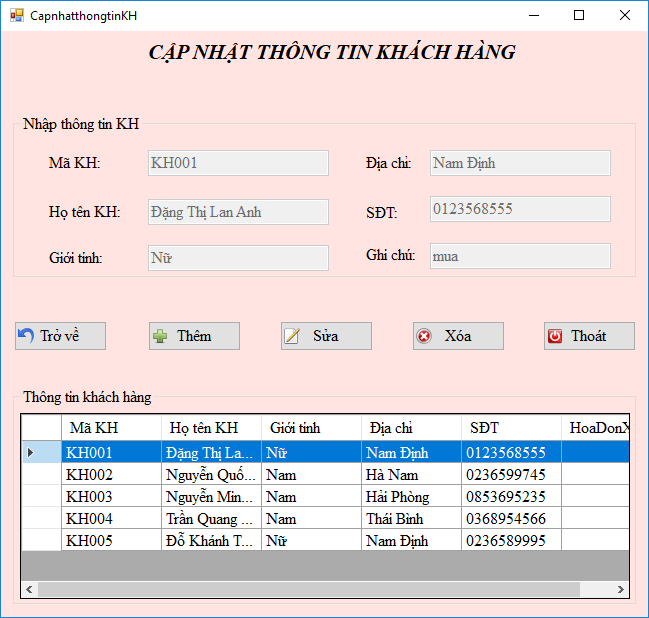 CapnhatthongtinKH
CẬP NHẬT THÔNG TIN KHÁCH HÀNG
Nhập thông tin KH
Mã KH: KH001 Địa chỉ: Nam Định
Họ tên KH: Đặng Thị Lan Anh SĐT: 0123568555
Giới tính: Nữ Ghi chú: mua
Trở về Thêm Sửa Xóa Thoát
Thông tin khách hàng
Mã KH Họ tên KH Giới tính Địa chỉ SĐT HoaDonX
KH001 Đặng Thị La... Nữ Nam Định 0123568555
KH002 Nguyễn Quố... Nam Hà Nam 0236599745
KH003 Nguyễn Min... Nam Hải Phòng 0853695235
KH004 Trần Quang ... Nam Thái Bình 0368954566
KH005 Đỗ Khánh T... Nữ Nam Định 0236589995